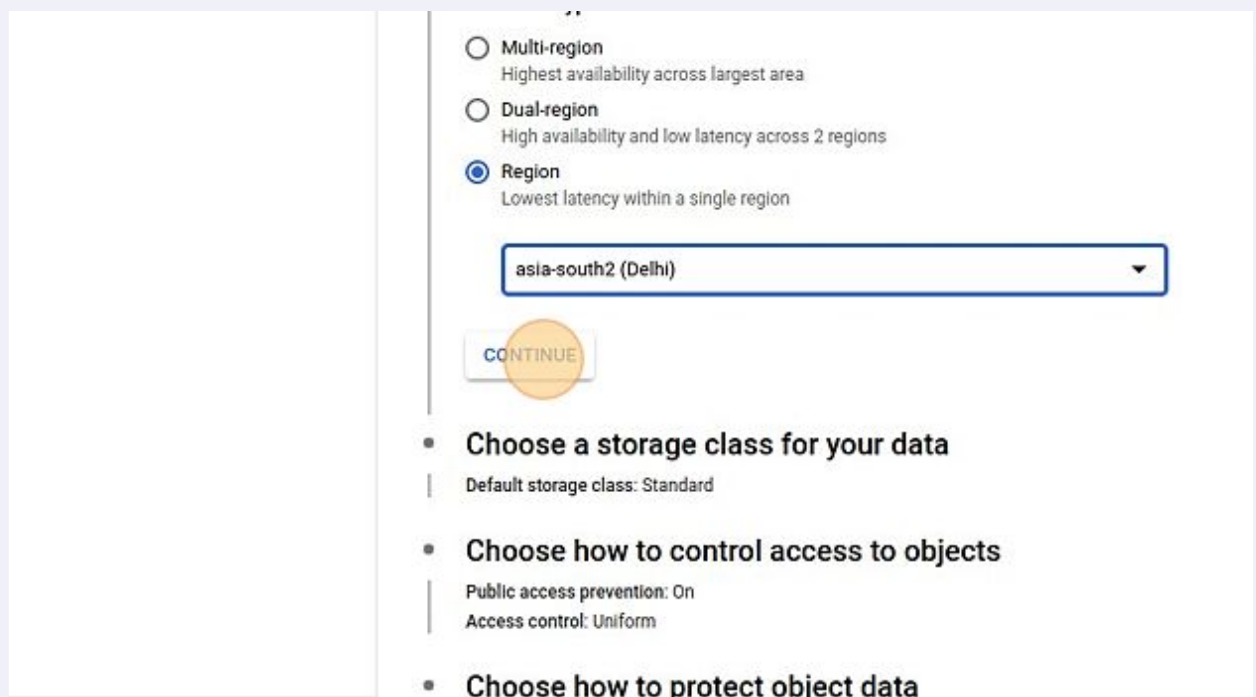 Multi-region
Highest availability across largest area
Dual-region
High availability and low latency across 2 regions
Region
Lowest latency within a single region
asia-south2 (Delhi)
CONTINUE
Choose a storage class for your data
Default storage class: Standard
Choose how to control access to objects
Public access prevention: On
Access control: Uniform
Choose how to protect object data